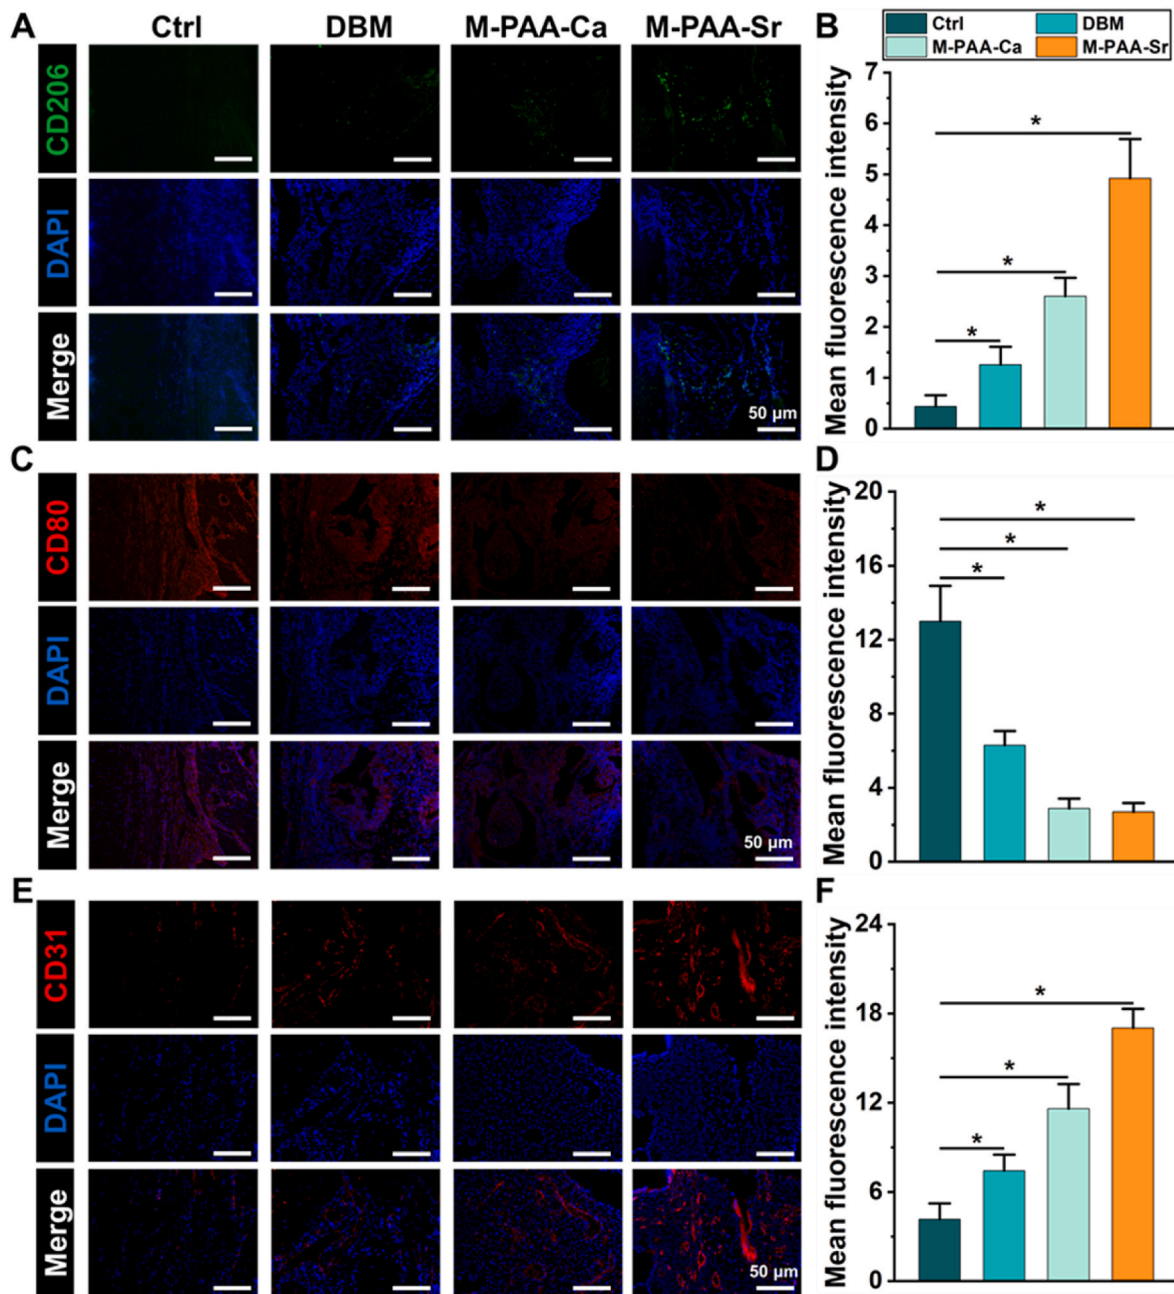 A
Ctrl
DBM
M-PAA-Ca
M-PAA-Sr
CD206
DAPI
Merge
50 μm
B
Ctrl
DBM
M-PAA-Ca
M-PAA-Sr
Mean fluorescence intensity
7
6
5
4
3
2
1
0
*
*
*
C
CD80
DAPI
Merge
50 μm
D
Mean fluorescence intensity
20
16
12
8
4
0
*
*
*
E
CD31
DAPI
Merge
50 μm
F
Mean fluorescence intensity
24
18
12
6
0
*
*
*